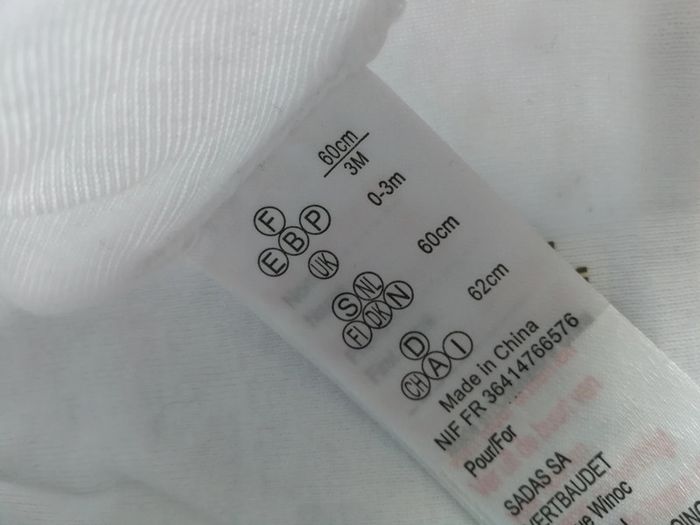 60cm
3M
F
E B P
0-3m
UK
60cm
S NL
FI DK N
62cm
D
CH A I
Made in China
NIF FR 36414766576
Pour/For
SADAS SA
Winoc